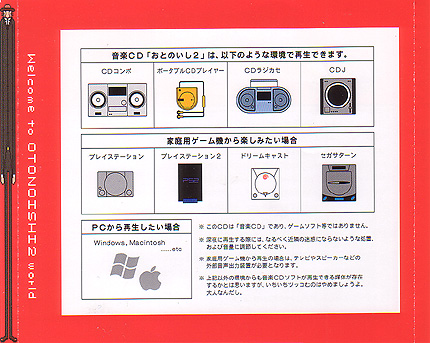 Welcome to OTONOISHI2 world
音楽CD「おとのいし2」は、以下のような環境で再生できます。
CDコンポ
ポータブルCDプレイヤー
CDラジカセ
CDJ
家庭用ゲーム機から楽しみたい場合
プレイステーション
プレイステーション2
ドリームキャスト
セガサターン
PCから再生したい場合
Windows, Macintosh
......etc
※ このCDは「音楽CD」であり、ゲームソフト等ではありません。
※ 深夜に再生する際には、なるべく近隣の迷惑にならないような処置、
および音量に調節してください。
※ 家庭用ゲーム機から再生の場合は、テレビやスピーカーなどの
外部音声出力装置が必要となります。
※ 上記以外の環境からも音楽CDソフトが再生できる媒体が存在
するかとは思いますが、いちいちツッコむのはやめましょうよ。
大人なんだし。